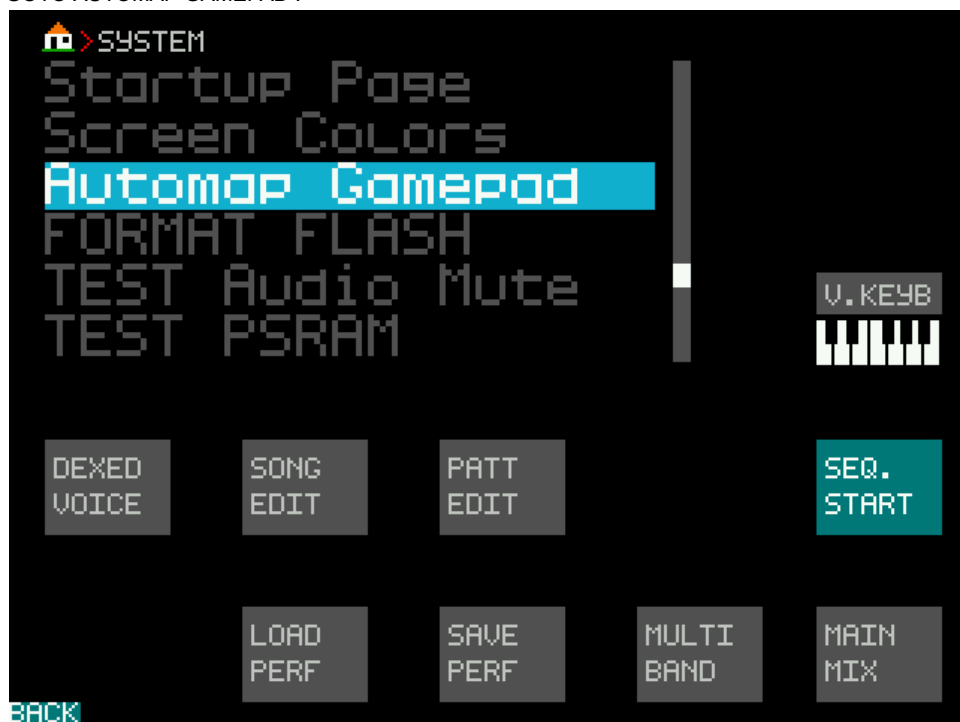 >SYSTEM
Startup Page
Screen Colors
Automap Gamepad
FORMAT FLASH
TEST Audio Mute
TEST PSRAM
V.KEYB
DEXED VOICE
SONG EDIT
PATT EDIT
SEQ. START
LOAD PERF
SAVE PERF
MULTI BAND
MAIN MIX
BACK